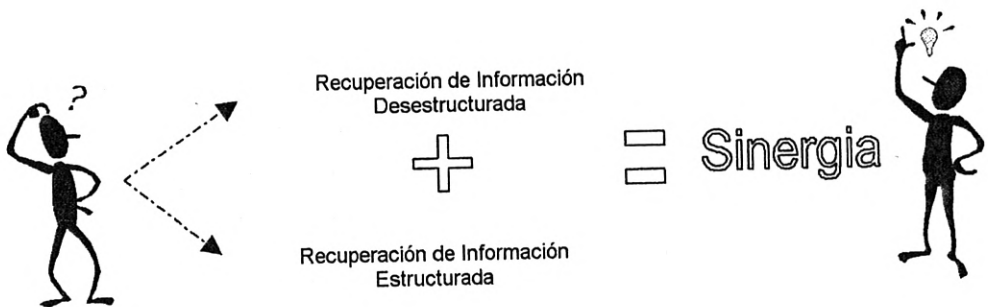 ?
Recuperación de Información
Desestructurada
+
=
Sinergia
Recuperación de Información
Estructurada